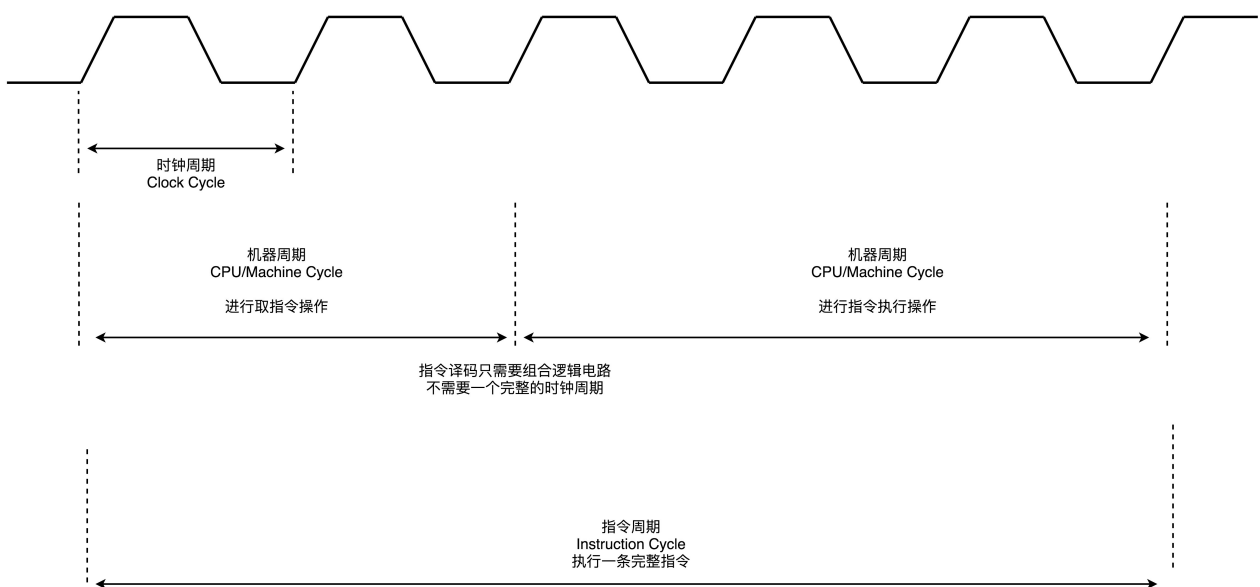 时钟周期
Clock Cycle
机器周期
CPU/Machine Cycle
进行取指令操作
机器周期
CPU/Machine Cycle
进行指令执行操作
指令译码只需要组合逻辑电路
不需要一个完整的时钟周期
指令周期
Instruction Cycle
执行一条完整指令